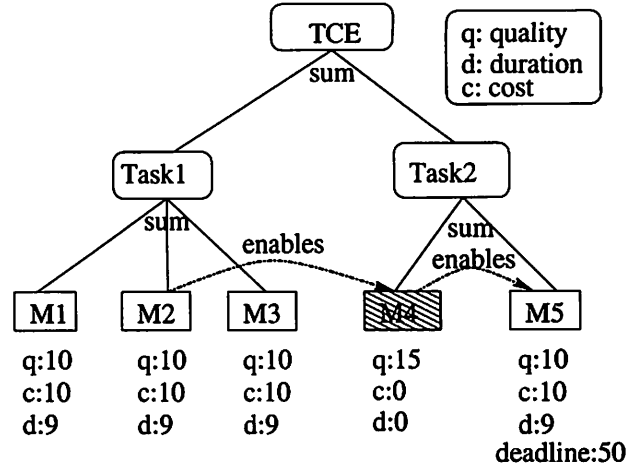 TCE
q: quality
d: duration
c: cost
sum
Task1
Task2
sum
sum
enables
enables
M1
M2
M3
M4
M5
q:10
q:10
q:10
q:15
q:10
c:10
c:10
c:10
c:0
c:10
d:9
d:9
d:9
d:0
d:9
deadline:50